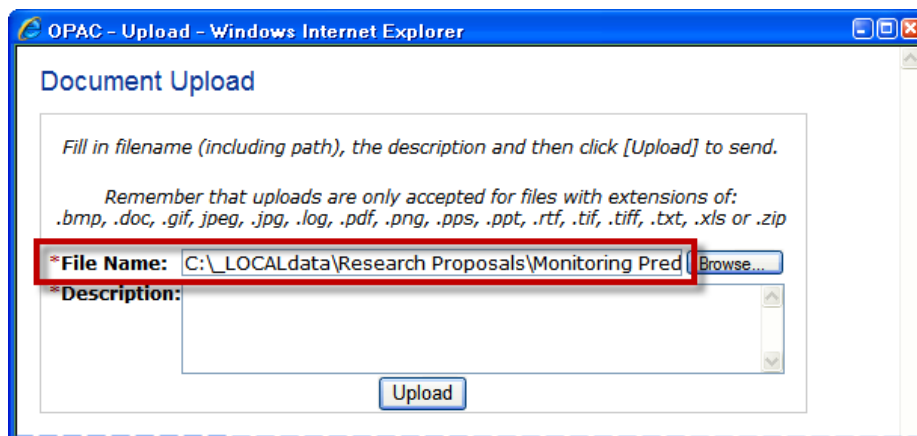 OPAC - Upload - Windows Internet Explorer
Document Upload
Fill in filename (including path), the description and then click [Upload] to send.
Remember that uploads are only accepted for files with extensions of:
.bmp, .doc, .gif, jpeg, .jpg, .log, .pdf, .png, .pps, .ppt, .rtf, .tif, .tiff, .txt, .xls or .zip
*File Name: C:\_LOCALdata\Research Proposals\Monitoring Pred Browse...
*Description:
Upload